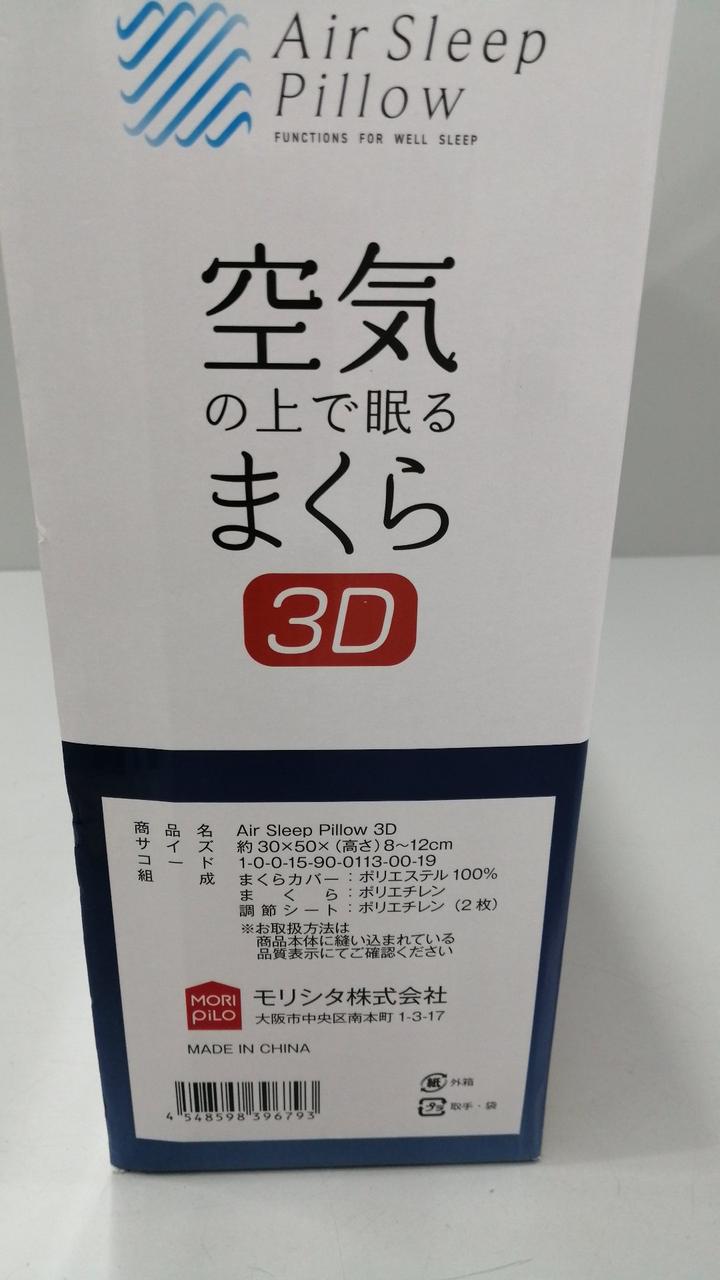 Air Sleep
Pillow
FUNCTIONS FOR WELL SLEEP
空気
の上で眠る
まくら
3D
商品名 Air Sleep Pillow 3D
サイズ 約30×50×(高さ)8〜12cm
コード 1-0-0-15-90-0113-00-19
組成 まくらカバー：ポリエステル100%
まくら：ポリエチレン
調節シート：ポリエチレン（2枚）
※お取扱方法は
商品本体に縫い込まれている
品質表示にてご確認ください
MORI
PiLO
モリシタ株式会社
大阪市中央区南本町1-3-17
MADE IN CHINA
4 548598 396793
紙 外箱
プラ 取手・袋